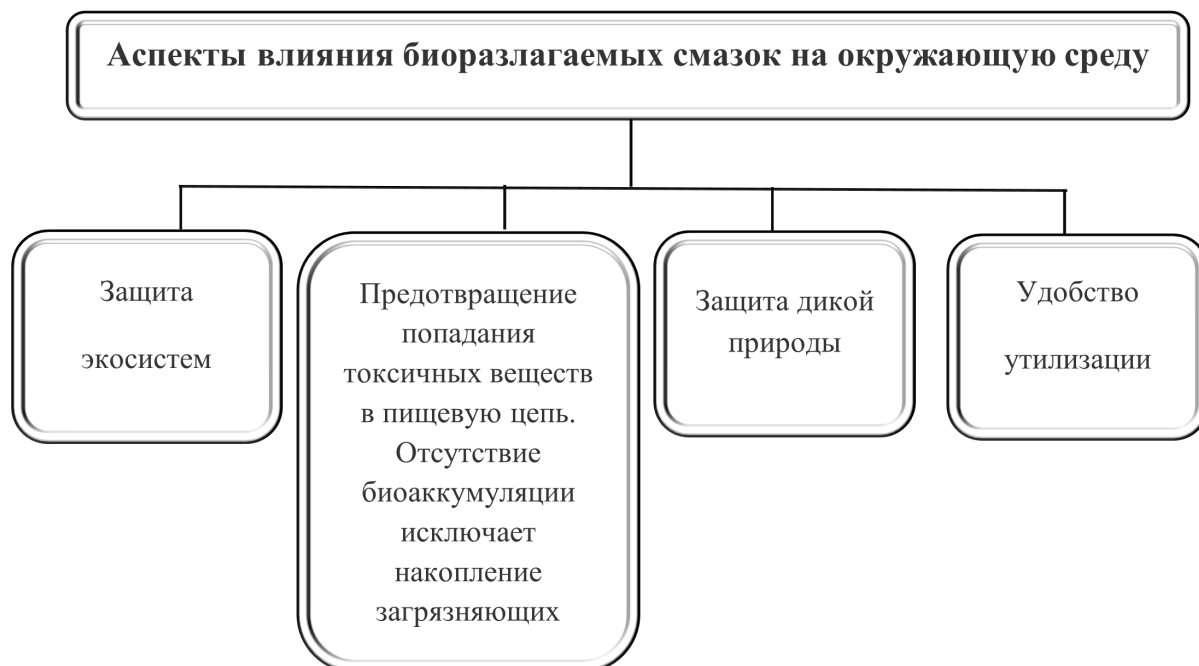 Аспекты влияния биоразлагаемых смазок на окружающую среду
Защита
экосистем
Предотвращение
попадания
токсичных веществ
в пищевую цепь.
Отсутствие
биоаккумуляции
исключает
накопление
загрязняющих
Защита дикой
природы
Удобство
утилизации